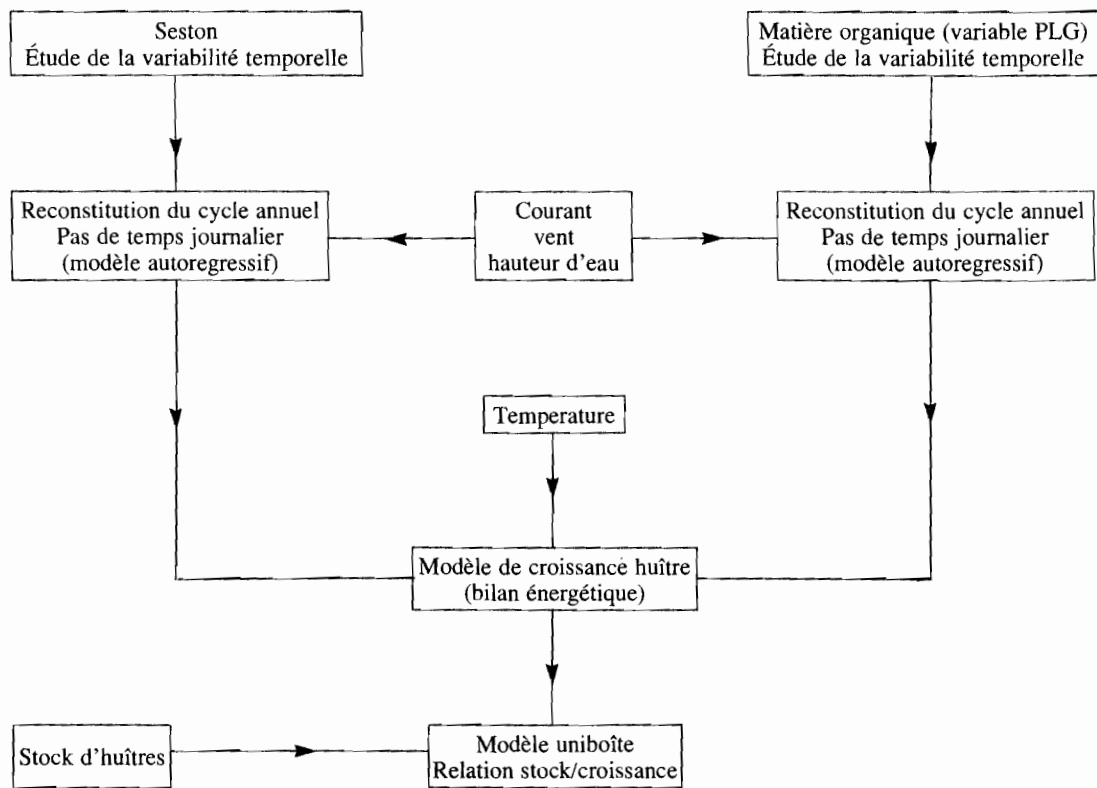 Seston
Étude de la variabilité temporelle
Matière organique (variable PLG)
Étude de la variabilité temporelle
Reconstitution du cycle annuel
Pas de temps journalier
(modèle autoregressif)
Courant
vent
hauteur d'eau
Reconstitution du cycle annuel
Pas de temps journalier
(modèle autoregressif)
Temperature
Modèle de croissance huître
(bilan énergétique)
Stock d'huîtres
Modèle uniboîte
Relation stock/croissance